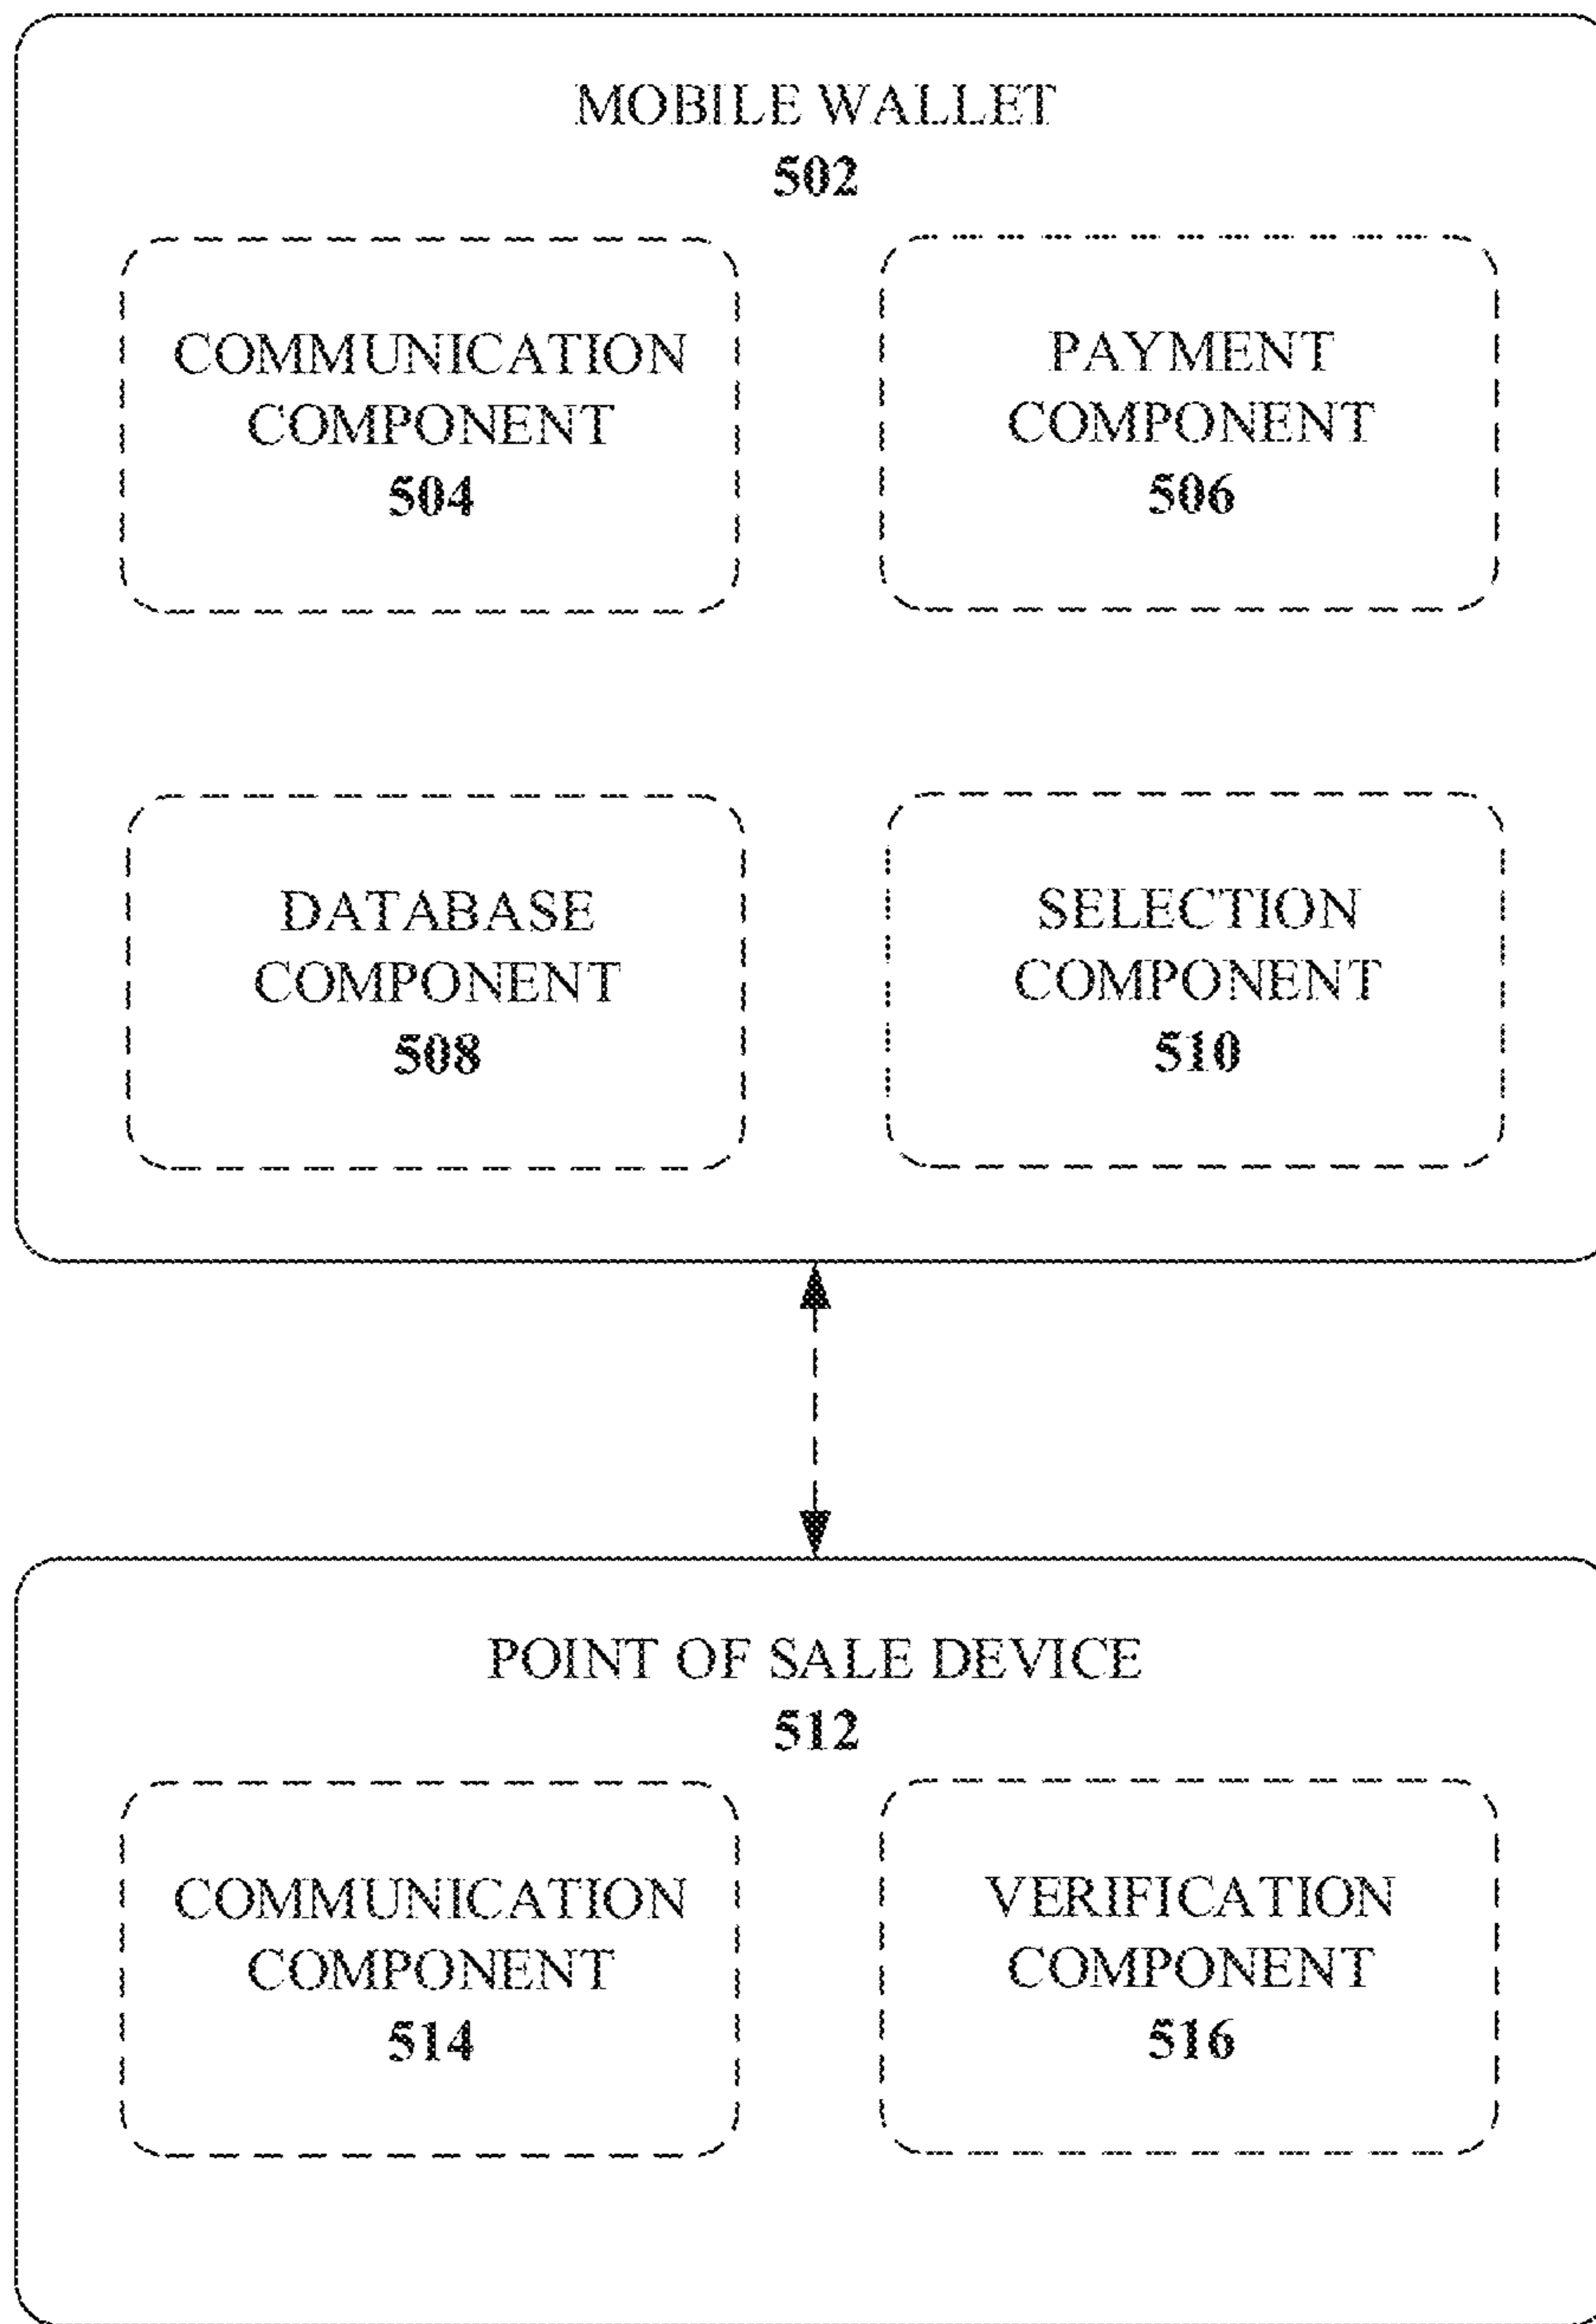 MOBILE WALLET
502
COMMUNICATION
COMPONENT
504
PAYMENT
COMPONENT
506
DATABASE
COMPONENT
508
SELECTION
COMPONENT
510
POINT OF SALE DEVICE
512
COMMUNICATION
COMPONENT
514
VERIFICATION
COMPONENT
516